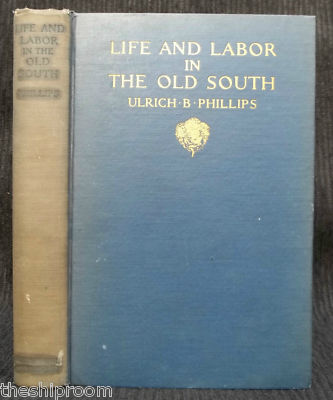 LIFE AND
LABOR
IN THE
OLD
SOUTH
PHILLIPS
LIFE AND LABOR
IN
THE OLD SOUTH
ULRICH·B·PHILLIPS
theshiproom